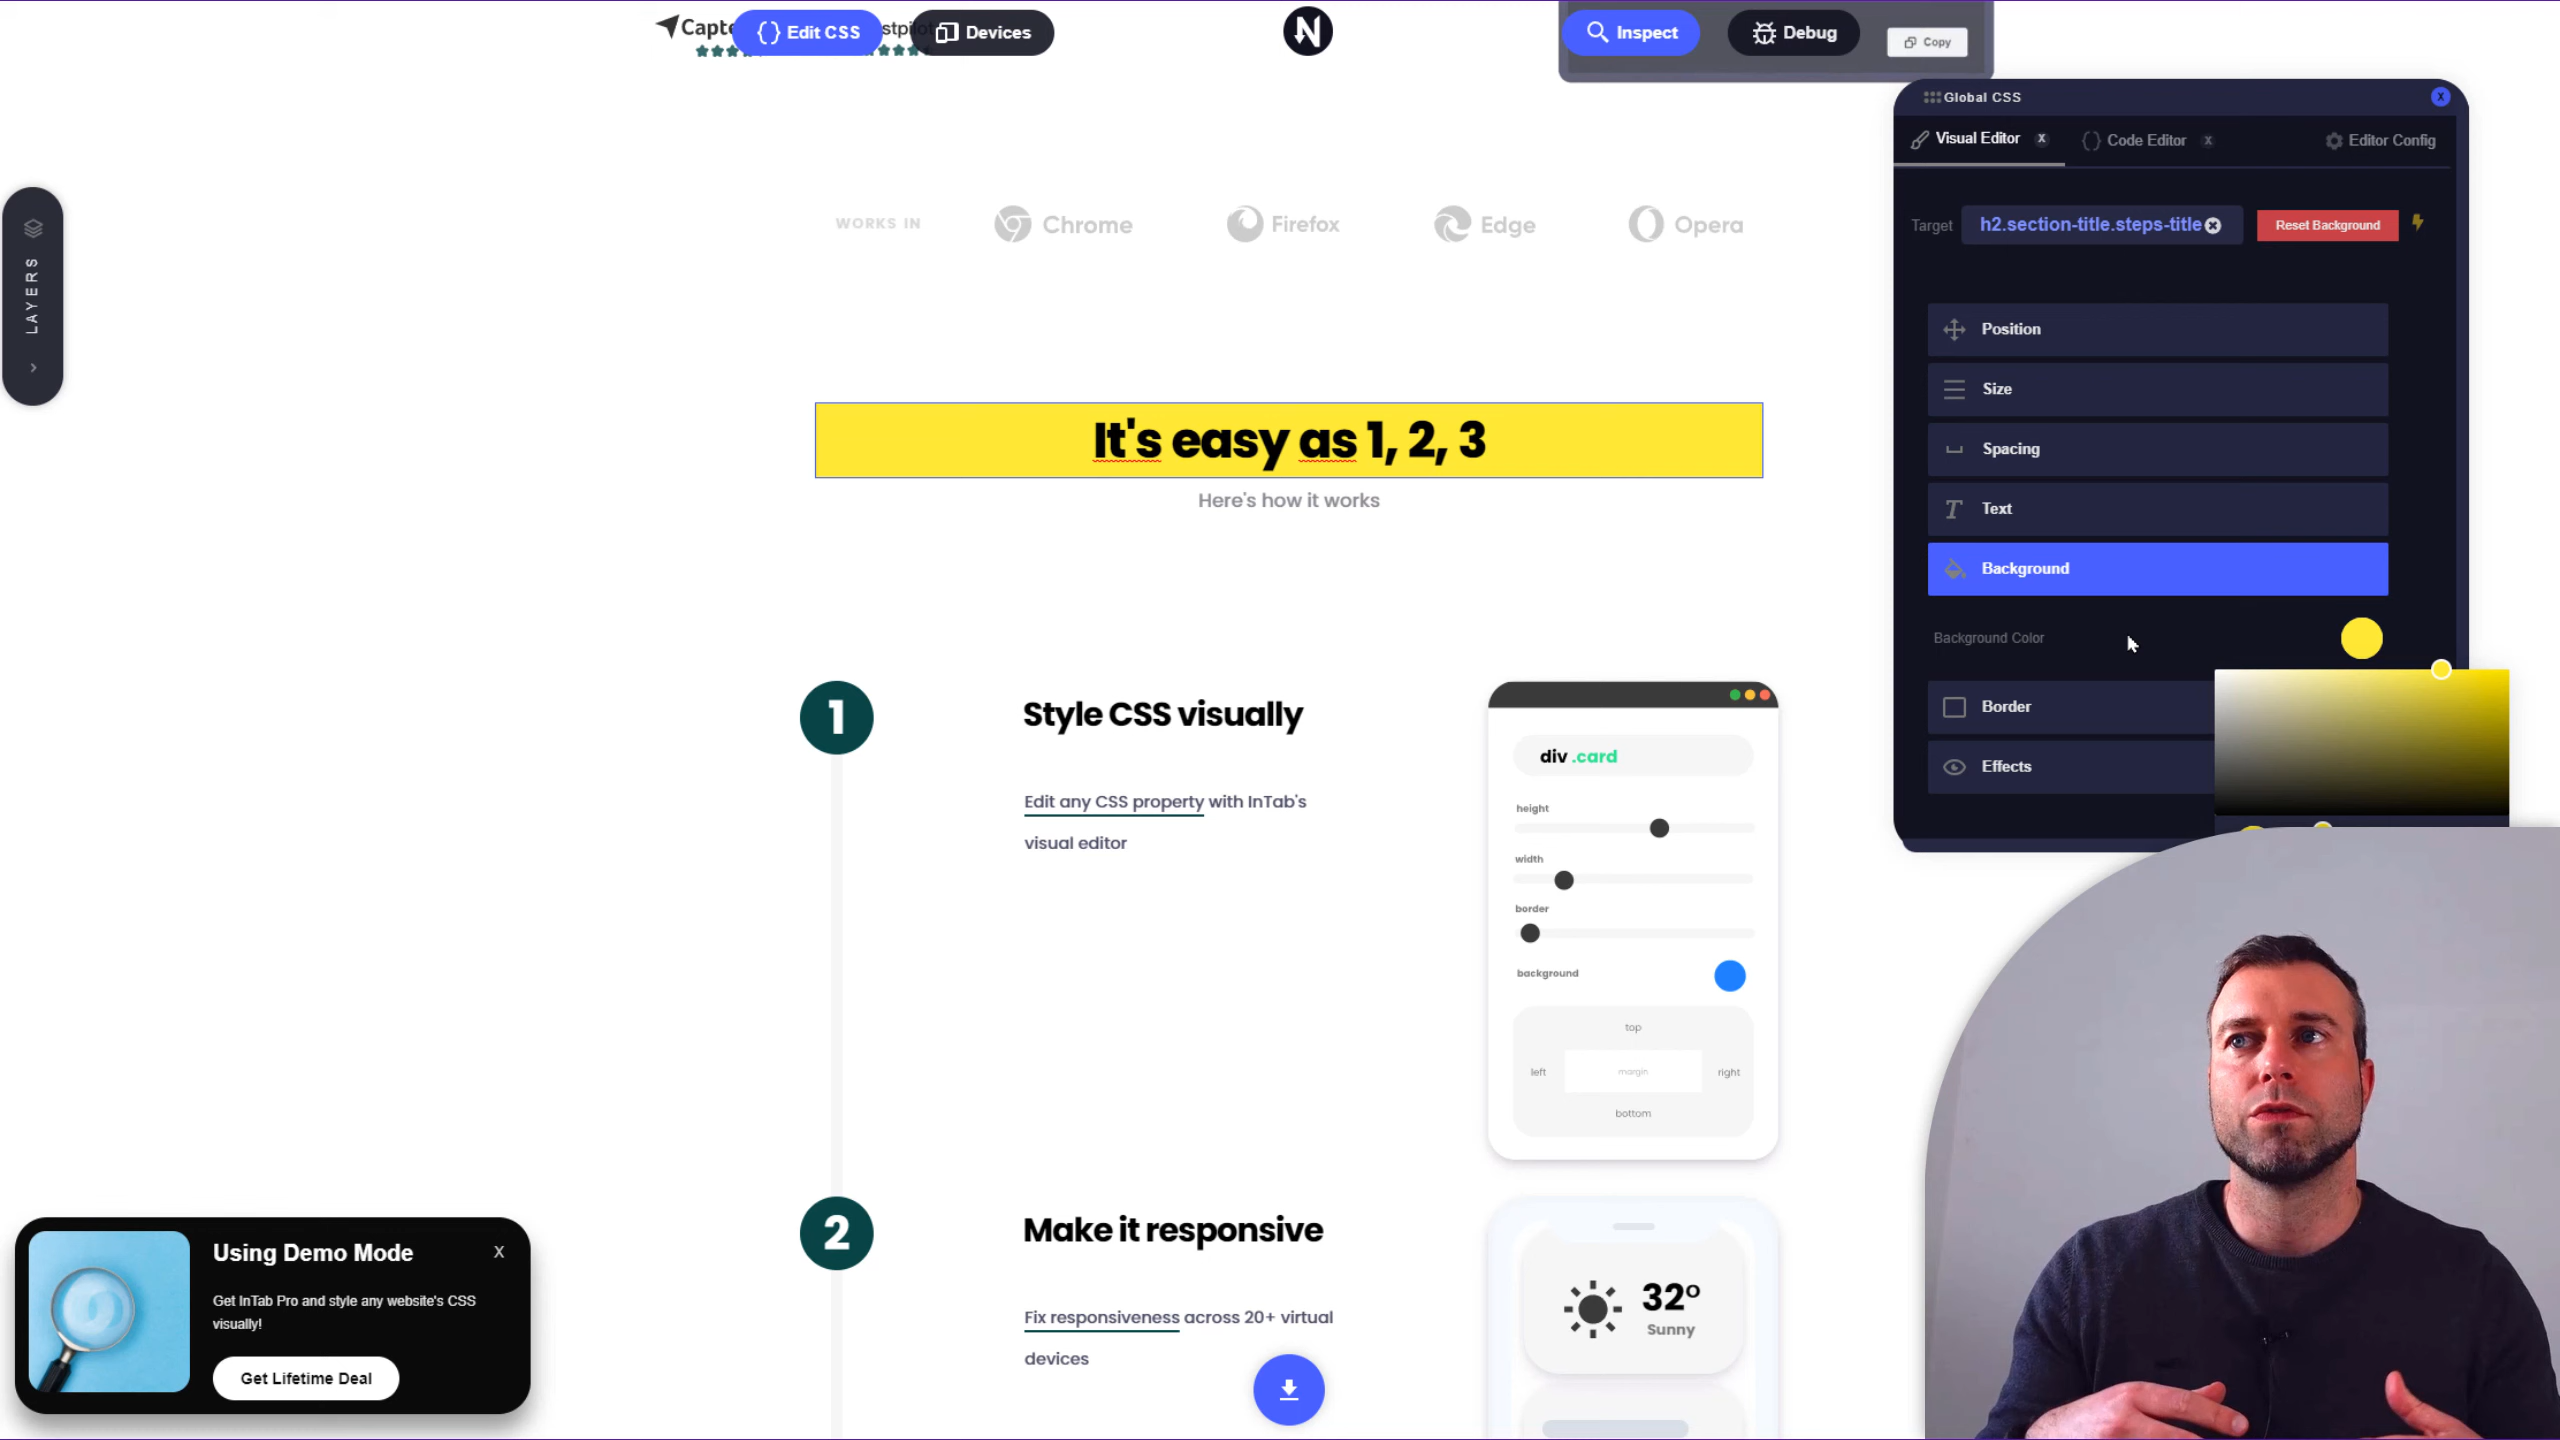 Edit CSS
Devices
N
Inspect
Debug
Copy
Global CSS
X
Visual Editor x
Code Editor x
Editor Config
LAYERS
WORKS IN
Chrome
Firefox
Edge
Opera
Target
h2.section-title.steps-title
Reset Background
Position
Size
Spacing
Text
Background
Background Color
Border
Effects
It's easy as 1, 2, 3
Here's how it works
1
Style CSS visually
Edit any CSS property with InTab's
visual editor
div .card
height
width
border
background
top
left
margin
right
bottom
2
Make it responsive
Fix responsiveness across 20+ virtual
devices
32°
Sunny
Using Demo Mode
X
Get InTab Pro and style any website's CSS
visually!
Get Lifetime Deal